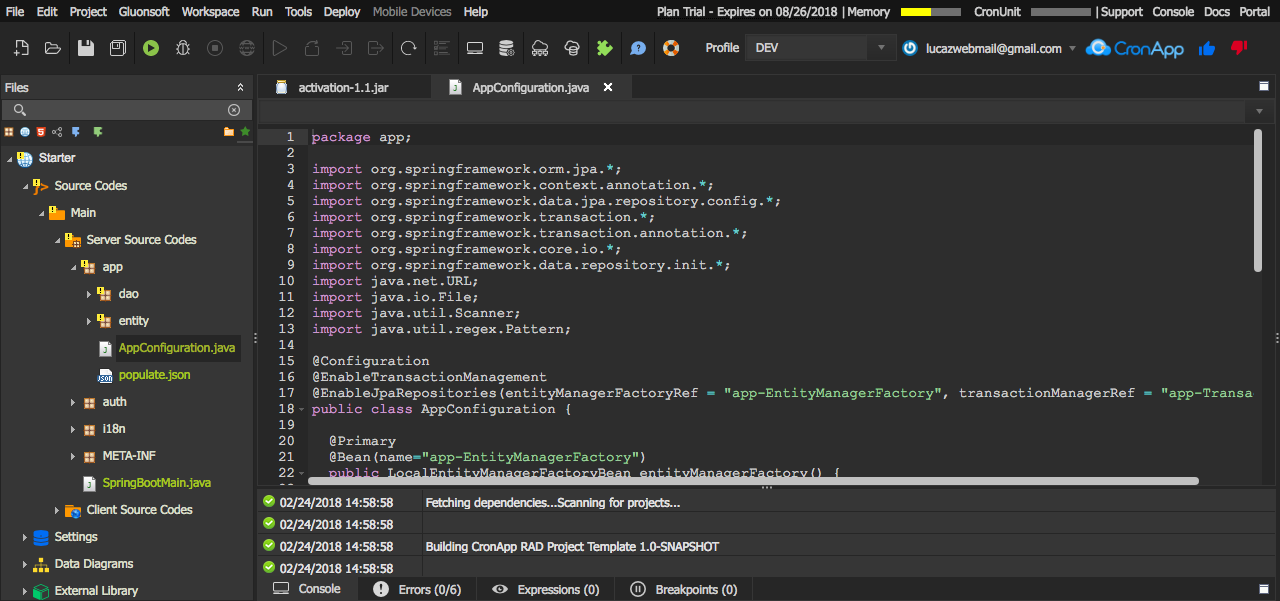 File Edit Project Gluonsoft Workspace Run Tools Deploy Mobile Devices Help Plan Trial - Expires on 08/26/2018 | Memory CronUnit | Support Console Docs Portal
Profile DEV lucazwebmail@gmail.com CronApp
Files
activation-1.1.jar AppConfiguration.java
Starter
Source Codes
Main
Server Source Codes
app
dao
entity
AppConfiguration.java
populate.json
auth
i18n
META-INF
SpringBootMain.java
Client Source Codes
Settings
Data Diagrams
External Library
1 package app;
2
3 import org.springframework.orm.jpa.*;
4 import org.springframework.context.annotation.*;
5 import org.springframework.data.jpa.repository.config.*;
6 import org.springframework.transaction.*;
7 import org.springframework.transaction.annotation.*;
8 import org.springframework.core.io.*;
9 import org.springframework.data.repository.init.*;
10 import java.net.URL;
11 import java.io.File;
12 import java.util.Scanner;
13 import java.util.regex.Pattern;
14
15 @Configuration
16 @EnableTransactionManagement
17 @EnableJpaRepositories(entityManagerFactoryRef = "app-EntityManagerFactory", transactionManagerRef = "app-Transa
18 public class AppConfiguration {
19
20 @Primary
21 @Bean(name="app-EntityManagerFactory")
22 public LocalEntityManagerFactoryBean entityManagerFactory() {
02/24/2018 14:58:58 Fetching dependencies...Scanning for projects...
02/24/2018 14:58:58
02/24/2018 14:58:58 Building CronApp RAD Project Template 1.0-SNAPSHOT
02/24/2018 14:58:58
Console Errors (0/6) Expressions (0) Breakpoints (0)